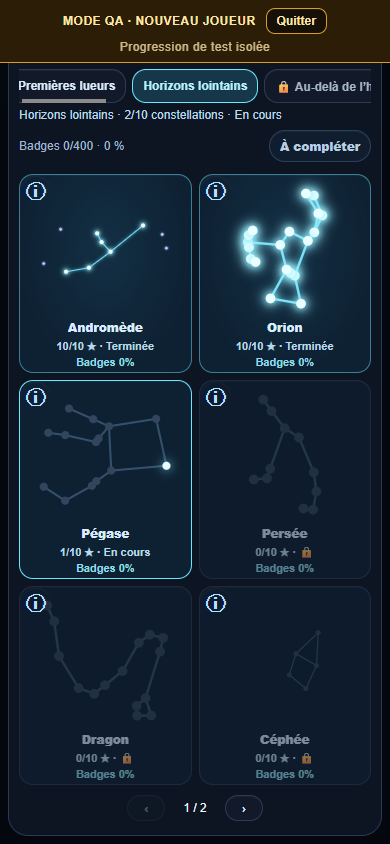 MODE QA · NOUVEAU JOUEUR Quitter
Progression de test isolée
Premières lueurs Horizons lointains 🔒 Au-delà de l'h
Horizons lointains · 2/10 constellations · En cours
Badges 0/400 · 0 % À compléter
Andromède
10/10 ★ · Terminée
Badges 0%
Orion
10/10 ★ · Terminée
Badges 0%
Pégase
1/10 ★ · En cours
Badges 0%
Persée
0/10 ★ · 🔒
Badges 0%
Dragon
0/10 ★ · 🔒
Badges 0%
Céphée
0/10 ★ · 🔒
Badges 0%
‹ 1 / 2 ›